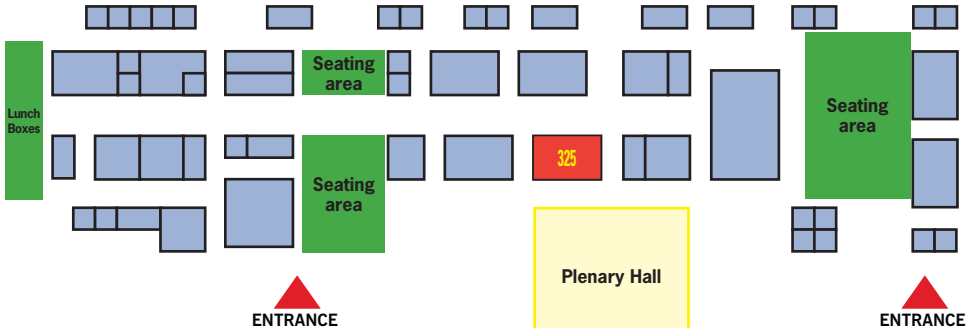 Seating
area
Lunch
Boxes
Seating
area
325
Seating
area
Plenary Hall
ENTRANCE
ENTRANCE